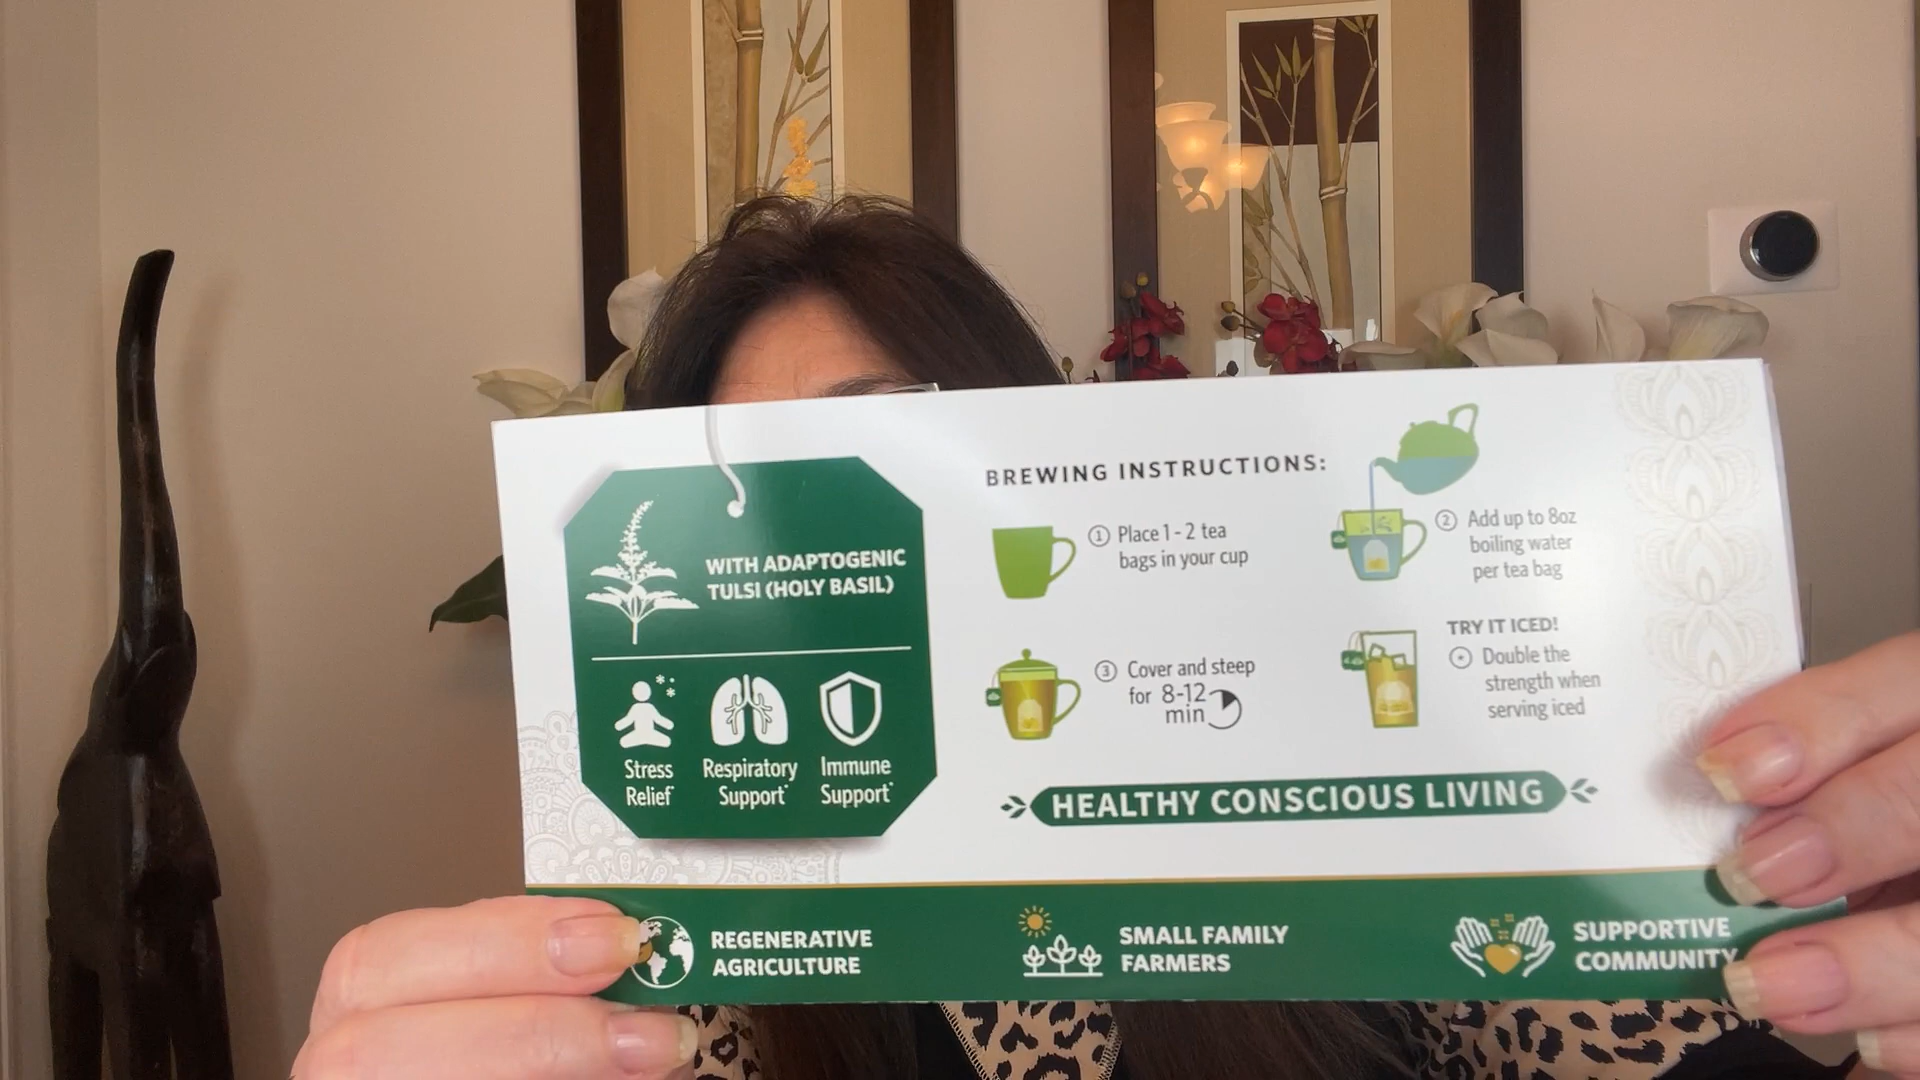 WITH ADAPTOGENIC
TULSI (HOLY BASIL)
Stress
Relief*
Respiratory
Support*
Immune
Support*
BREWING INSTRUCTIONS:
1 Place 1 - 2 tea
bags in your cup
2 Add up to 8oz
boiling water
per tea bag
3 Cover and steep
for 8-12
min
TRY IT ICED!
Double the
strength when
serving iced
HEALTHY CONSCIOUS LIVING
REGENERATIVE
AGRICULTURE
SMALL FAMILY
FARMERS
SUPPORTIVE
COMMUNITY